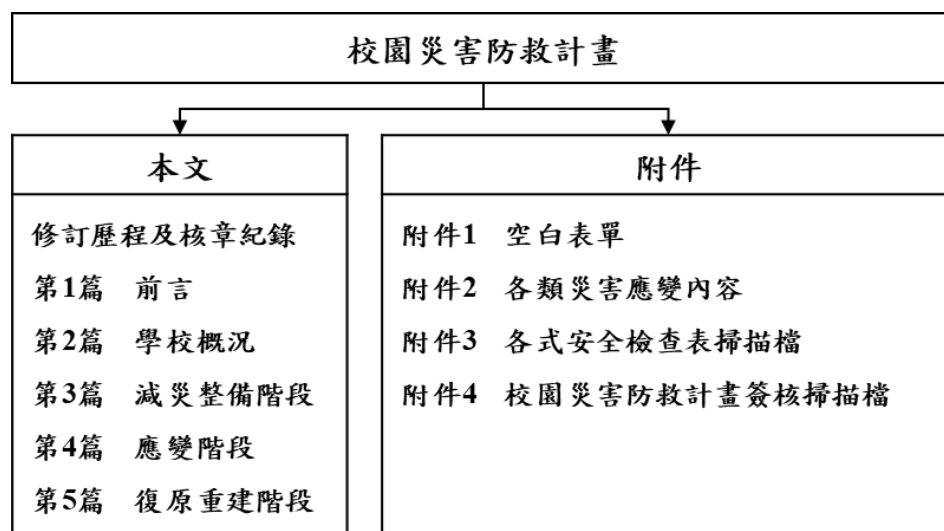 校園災害防救計畫
本文
修訂歷程及核章紀錄
第1篇 前言
第2篇 學校概況
第3篇 減災整備階段
第4篇 應變階段
第5篇 復原重建階段
附件
附件1 空白表單
附件2 各類災害應變內容
附件3 各式安全檢查表掃描檔
附件4 校園災害防救計畫簽核掃描檔